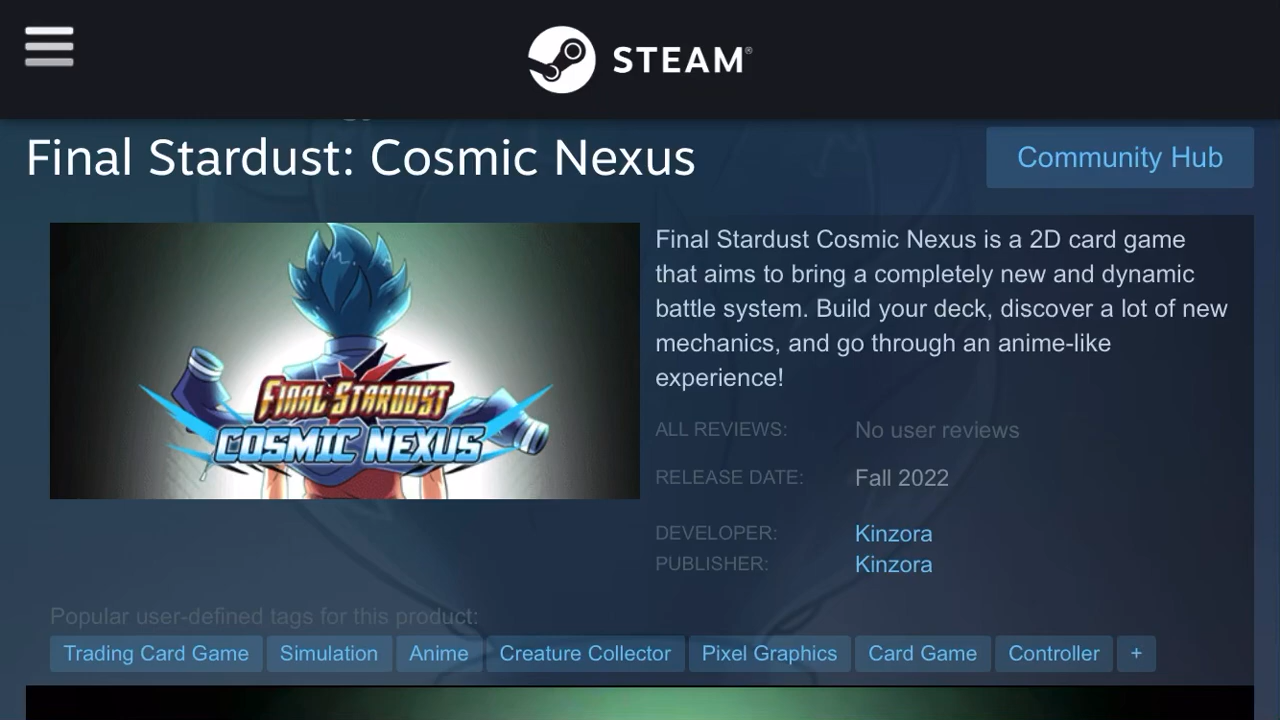 STEAM®
Final Stardust: Cosmic Nexus
Community Hub
FINAL STARDUST
COSMIC NEXUS
Final Stardust Cosmic Nexus is a 2D card game
that aims to bring a completely new and dynamic
battle system. Build your deck, discover a lot of new
mechanics, and go through an anime-like
experience!
ALL REVIEWS: No user reviews
RELEASE DATE: Fall 2022
DEVELOPER: Kinzora
PUBLISHER: Kinzora
Popular user-defined tags for this product:
Trading Card Game Simulation Anime Creature Collector Pixel Graphics Card Game Controller +